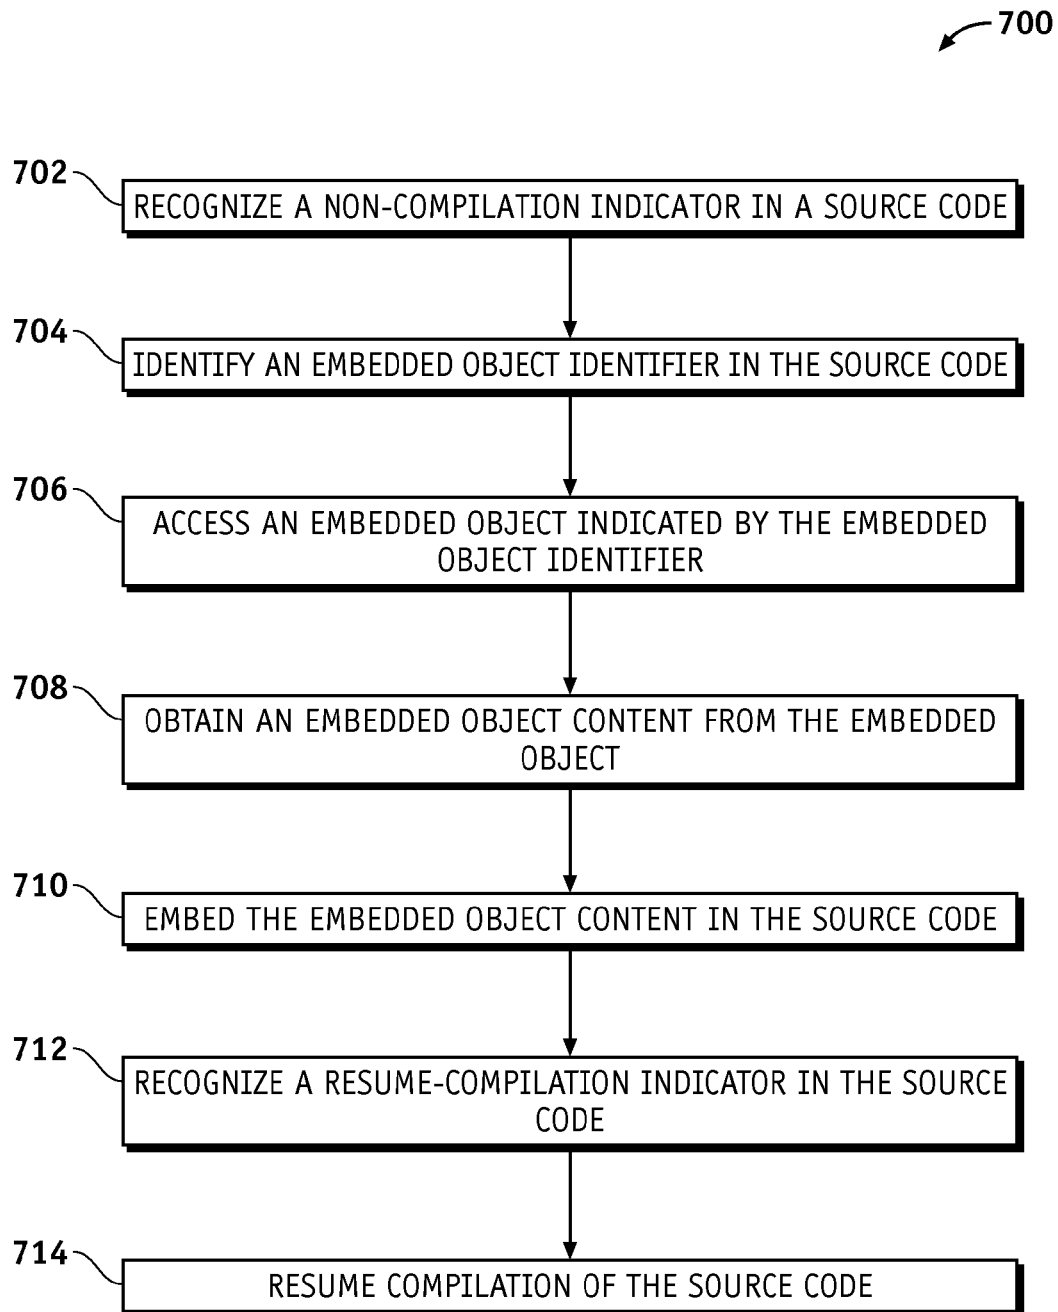 700
702
RECOGNIZE A NON-COMPILATION INDICATOR IN A SOURCE CODE
704
IDENTIFY AN EMBEDDED OBJECT IDENTIFIER IN THE SOURCE CODE
706
ACCESS AN EMBEDDED OBJECT INDICATED BY THE EMBEDDED
OBJECT IDENTIFIER
708
OBTAIN AN EMBEDDED OBJECT CONTENT FROM THE EMBEDDED
OBJECT
710
EMBED THE EMBEDDED OBJECT CONTENT IN THE SOURCE CODE
712
RECOGNIZE A RESUME-COMPILATION INDICATOR IN THE SOURCE
CODE
714
RESUME COMPILATION OF THE SOURCE CODE